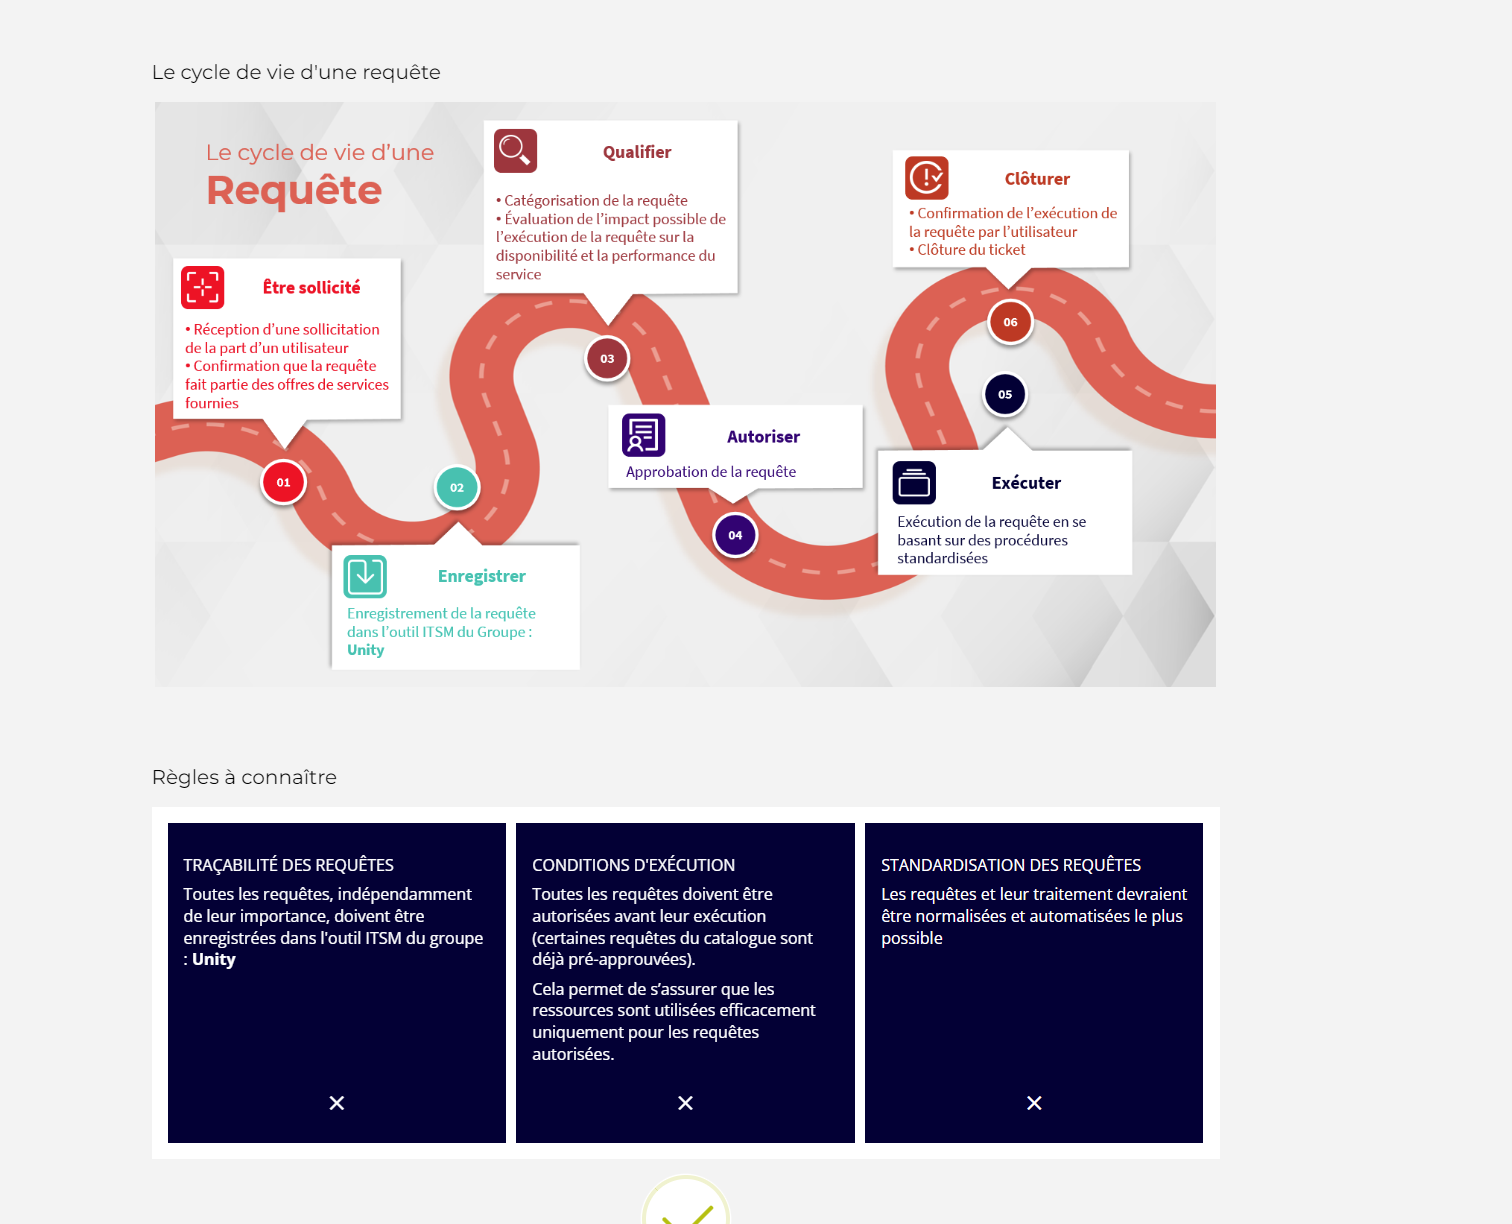 Le cycle de vie d'une requête
Le cycle de vie d’une
Requête
Être sollicité
• Réception d’une sollicitation
de la part d’un utilisateur
• Confirmation que la requête
fait partie des offres de services
fournies
01
02
Enregistrer
Enregistrement de la requête
dans l’outil ITSM du Groupe :
Unity
Qualifier
• Catégorisation de la requête
• Évaluation de l’impact possible de
l’exécution de la requête sur la
disponibilité et la performance du
service
03
Autoriser
Approbation de la requête
04
05
Exécuter
Exécution de la requête en se
basant sur des procédures
standardisées
Clôturer
• Confirmation de l’exécution de
la requête par l’utilisateur
• Clôture du ticket
06
Règles à connaître
TRAÇABILITÉ DES REQUÊTES
Toutes les requêtes, indépendamment
de leur importance, doivent être
enregistrées dans l'outil ITSM du groupe
: Unity
CONDITIONS D'EXÉCUTION
Toutes les requêtes doivent être
autorisées avant leur exécution
(certaines requêtes du catalogue sont
déjà pré-approuvées).
Cela permet de s’assurer que les
ressources sont utilisées efficacement
uniquement pour les requêtes
autorisées.
STANDARDISATION DES REQUÊTES
Les requêtes et leur traitement devraient
être normalisées et automatisées le plus
possible